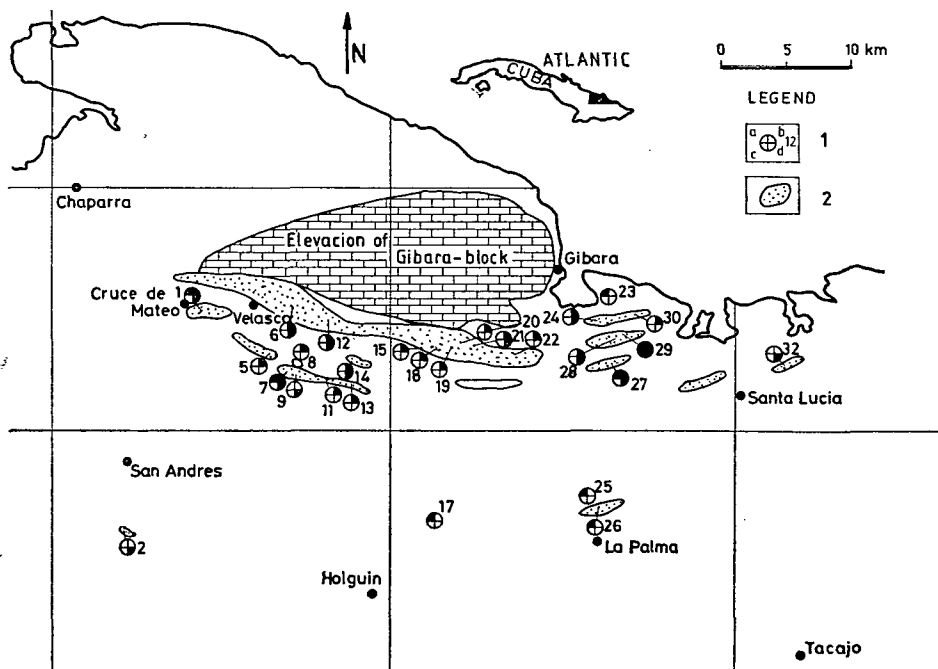 N
ATLANTIC
CUBA
0 5 10 km
LEGEND
a b 12
c d
1
2
Chaparra
Elevacion of
Gibara-block
Gibara
Cruce de 1
Mateo
Velasco
23
24
30
20
6
12
21
22
15
29
32
8
5
18
28
14
19
7
27
9
11
13
Santa Lucia
San Andres
25
17
26
2
La Palma
Holguin
Tacajo